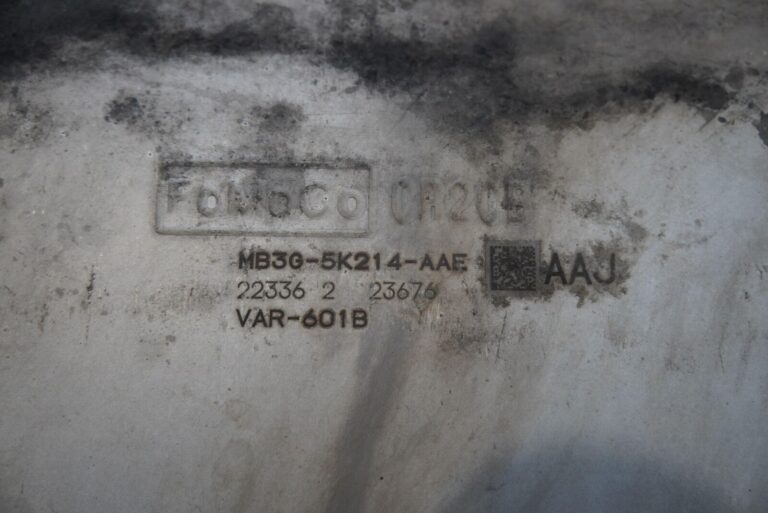 FoMoCo CR2CE
MB3G-5K214-AAE AAJ
22336 2 23676
VAR-601B